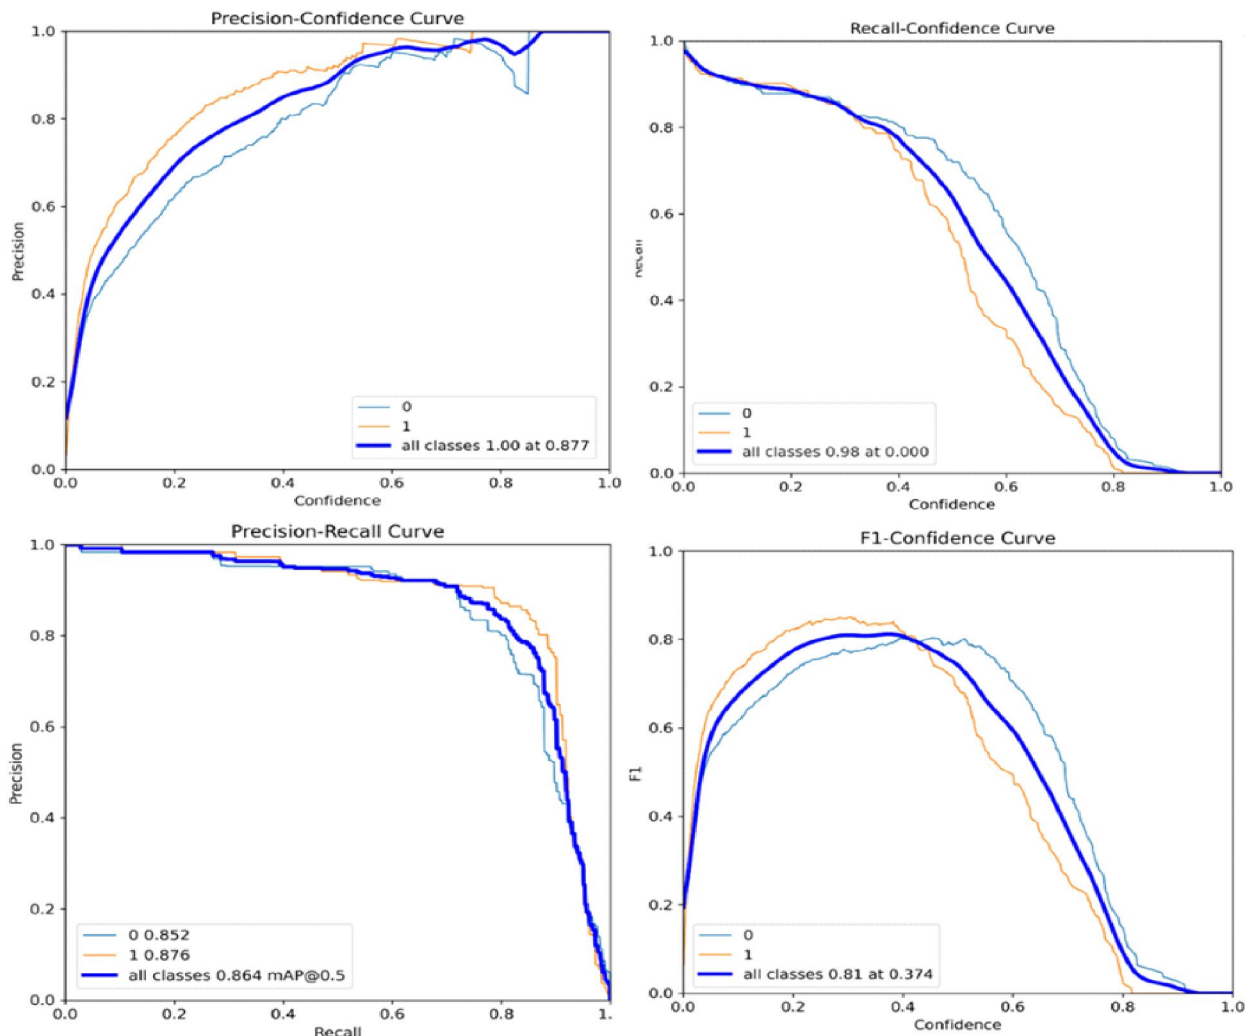 Precision-Confidence Curve
1.0
0.8
0.6
0.4
0.2
0.0
Precision
0
1
all classes 1.00 at 0.877
0.0 0.2 0.4 0.6 0.8 1.0
Confidence
Recall-Confidence Curve
1.0
0.8
0.6
0.4
0.2
0.0
Recall
0
1
all classes 0.98 at 0.000
0.0 0.2 0.4 0.6 0.8 1.0
Confidence
Precision-Recall Curve
1.0
0.8
0.6
0.4
0.2
0.0
Precision
0 0.852
1 0.876
all classes 0.864 mAP@0.5
0.0 0.2 0.4 0.6 0.8 1.
Recall
F1-Confidence Curve
1.0
0.8
0.6
0.4
0.2
0.0
F1
0
1
all classes 0.81 at 0.374
0.0 0.2 0.4 0.6 0.8 1.0
Confidence